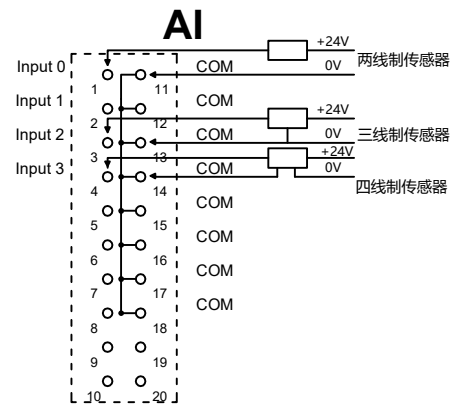 AI
+24V
Input 0 COM 0V 两线制传感器
1 11
Input 1 COM
+24V
2 12
Input 2 COM 0V 三线制传感器
3 13
+24V
Input 3 COM 0V
4 14
四线制传感器
COM
5 15
COM
6 16
COM
7 17
COM
8 18
9 19
10 20